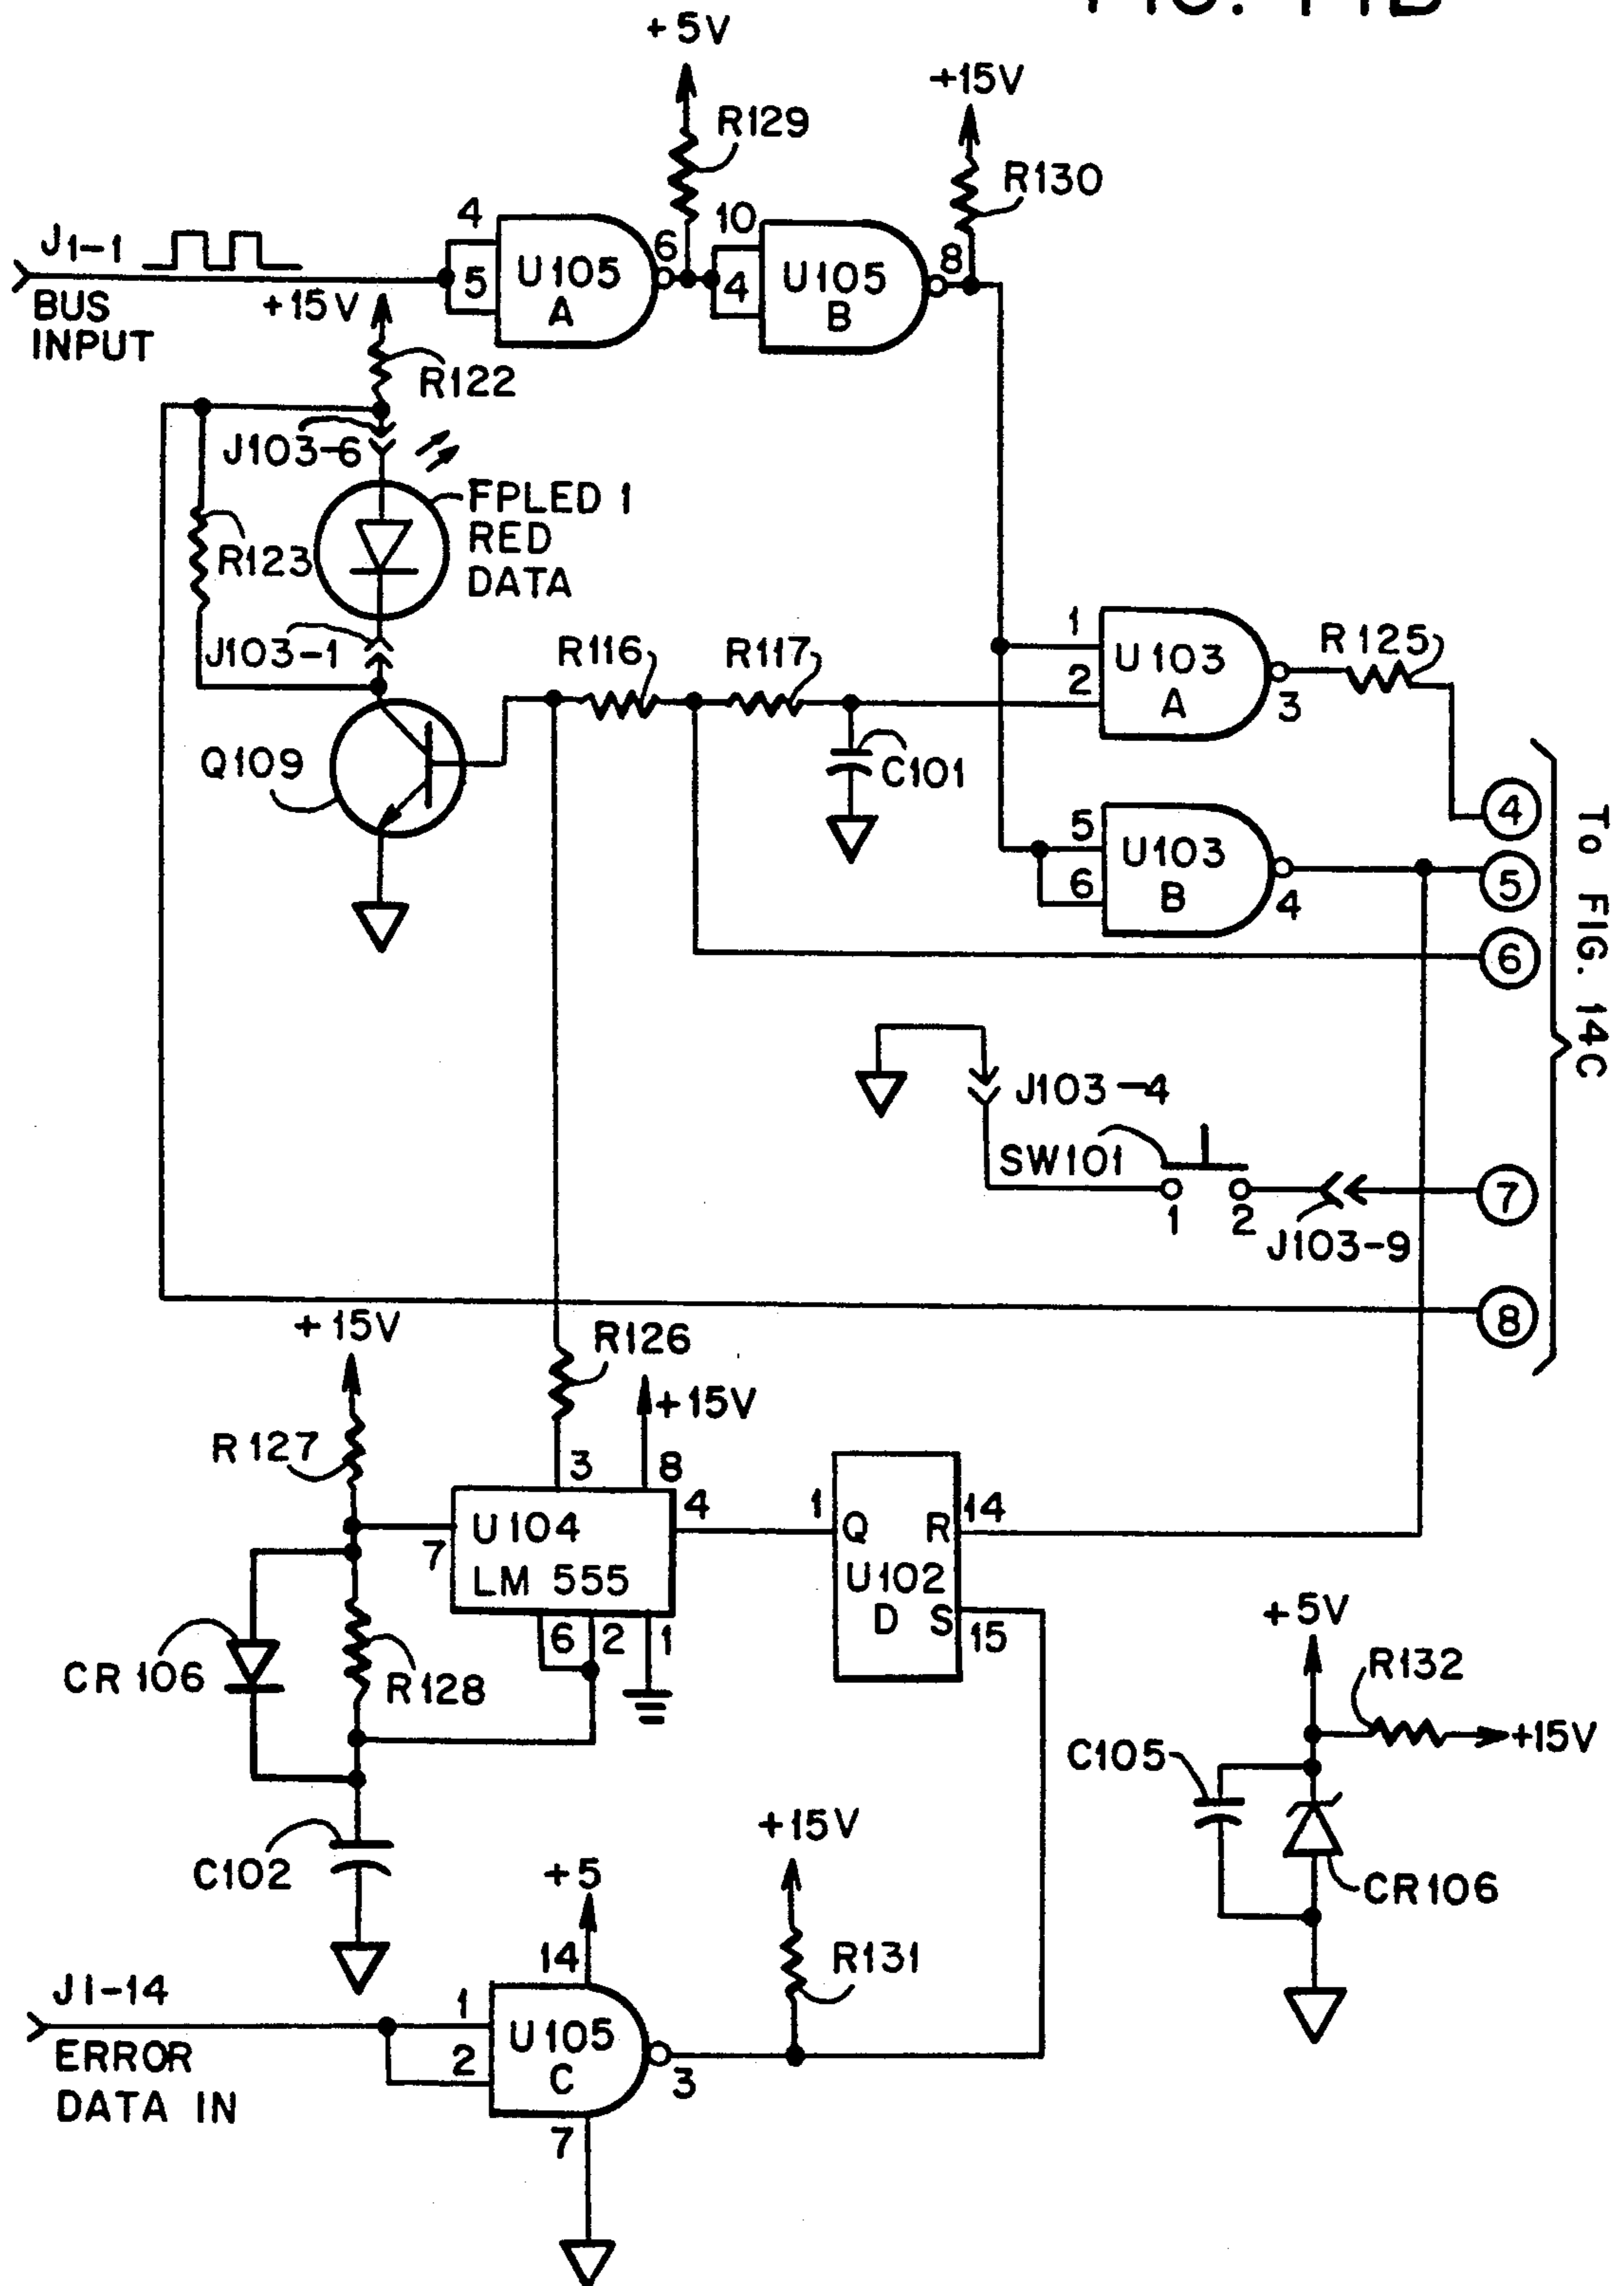 +5V
+15V
R129
R130
J1-1
4
5
U105
A
6
10
4
U105
B
8
BUS
INPUT
+15V
R122
J103-6
FPLED 1
RED
DATA
R123
J103-1
R116
R117
1
2
U103
A
3
R125
Q109
C101
5
6
U103
B
4
4
5
6
7
8
To FIG. 14C
J103-4
SW101
1
2
J103-9
+15V
R126
+15V
R127
3
8
4
7
U104
LM 555
6
2
1
1
Q
R
14
U102
D
S
15
CR106
R128
C102
+5V
R132
+15V
C105
CR106
+5
+15V
14
R131
J1-14
ERROR
DATA IN
1
2
U105
C
3
7